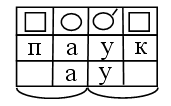 п а у к
а у